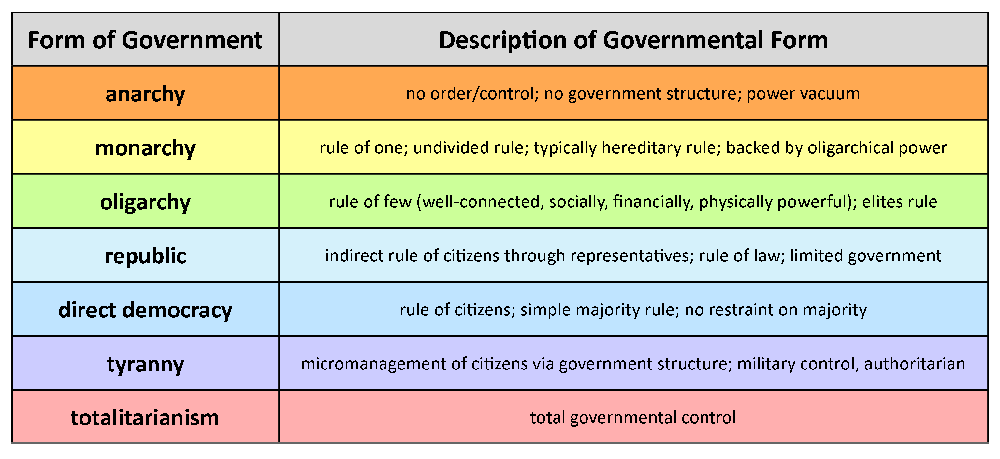 Form of Government
Description of Governmental Form
anarchy
no order/control; no government structure; power vacuum
monarchy
rule of one; undivided rule; typically hereditary rule; backed by oligarchical power
oligarchy
rule of few (well-connected, socially, financially, physically powerful); elites rule
republic
indirect rule of citizens through representatives; rule of law; limited government
direct democracy
rule of citizens; simple majority rule; no restraint on majority
tyranny
micromanagement of citizens via government structure; military control, authoritarian
totalitarianism
total governmental control